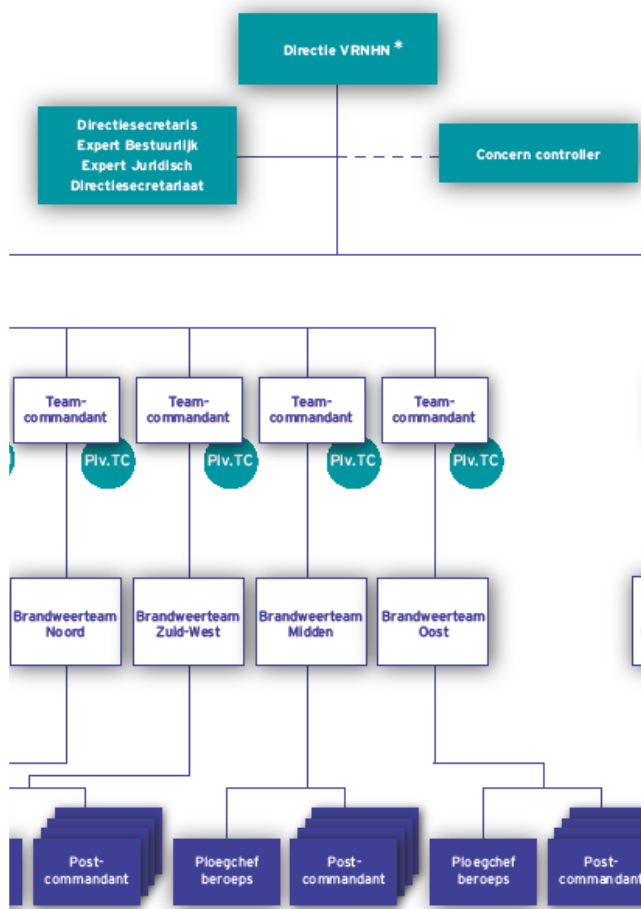 Directie VRNHN *
Directiesecretaris
Expert Bestuurlijk
Expert Juridisch
Directiesecretariaat
Concern controller
Team-
commandant
Team-
commandant
Team-
commandant
Team-
commandant
Plv.TC
Plv.TC
Plv.TC
Plv.TC
Brandweerteam
Noord
Brandweerteam
Zuid-West
Brandweerteam
Midden
Brandweerteam
Oost
Post-
commandant
Ploegchef
beroeps
Post-
commandant
Ploegchef
beroeps
Post-
commandant